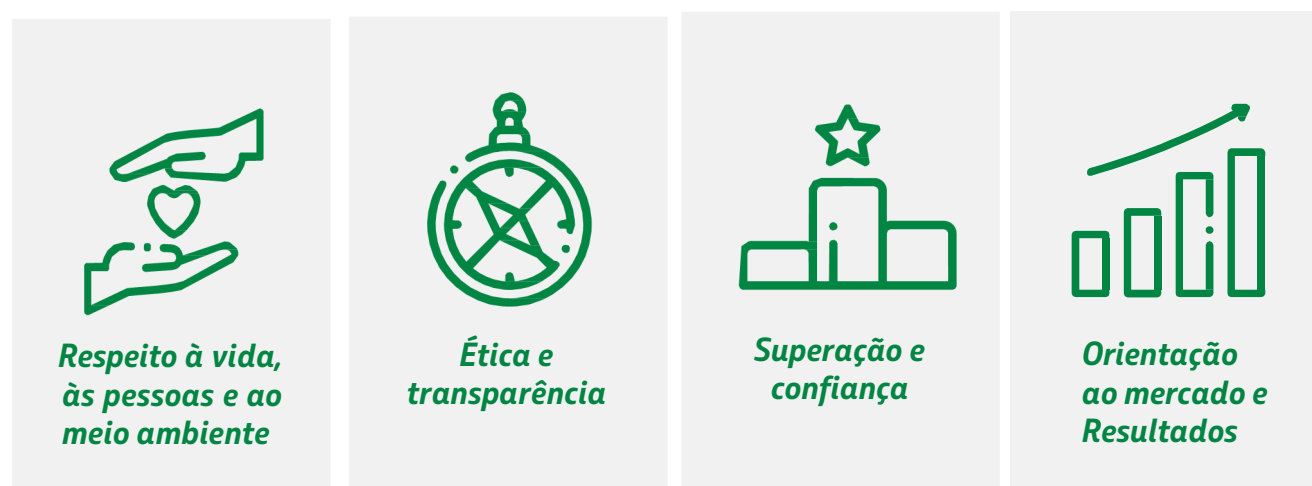 Respeito à vida,
às pessoas e ao
meio ambiente
Ética e
transparência
Superação e
confiança
Orientação
ao mercado e
Resultados